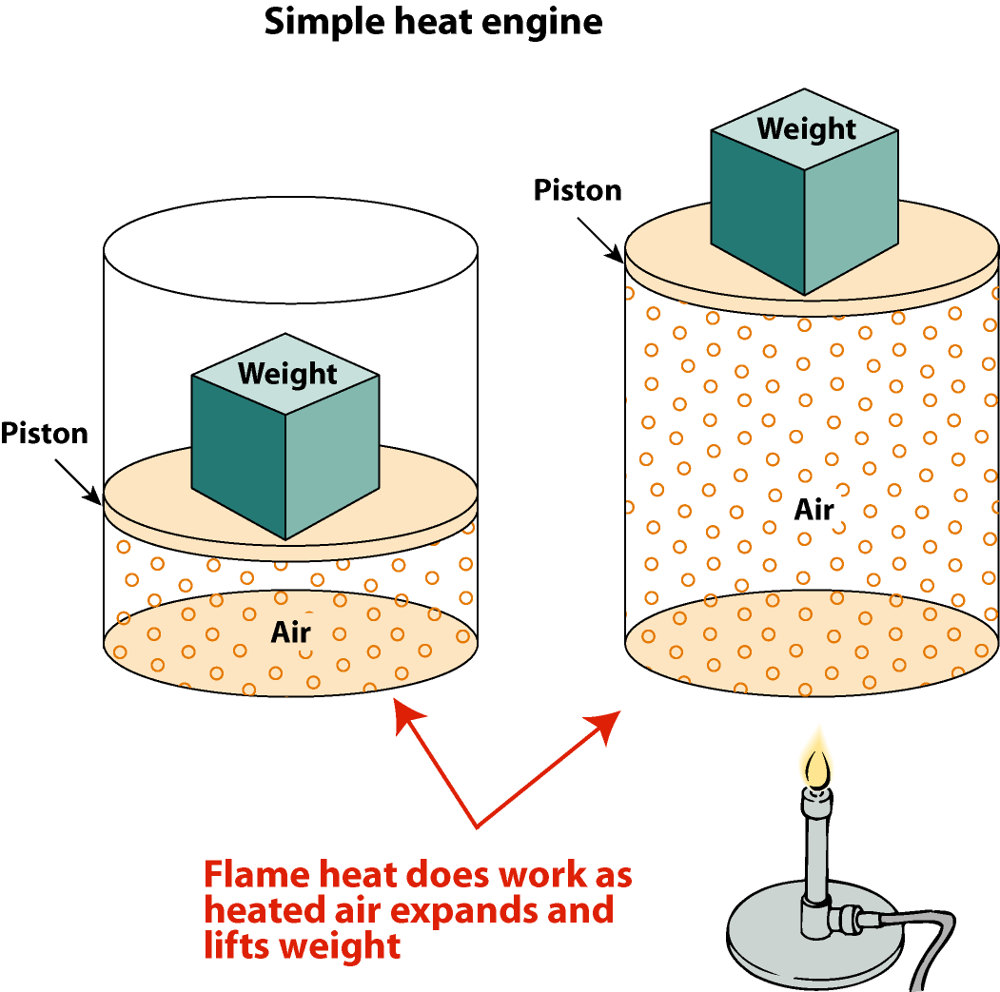 Simple heat engine
Weight
Piston
Air
Weight
Piston
Air
Flame heat does work as
heated air expands and
lifts weight